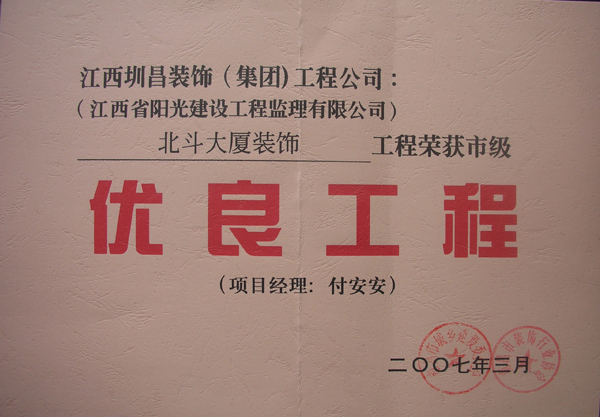 江西圳昌装饰（集团)工程公司：
（江西省阳光建设工程监理有限公司）
北斗大厦装饰 工程荣获市级
优良工程
（项目经理：付安安）
二〇〇七年三月